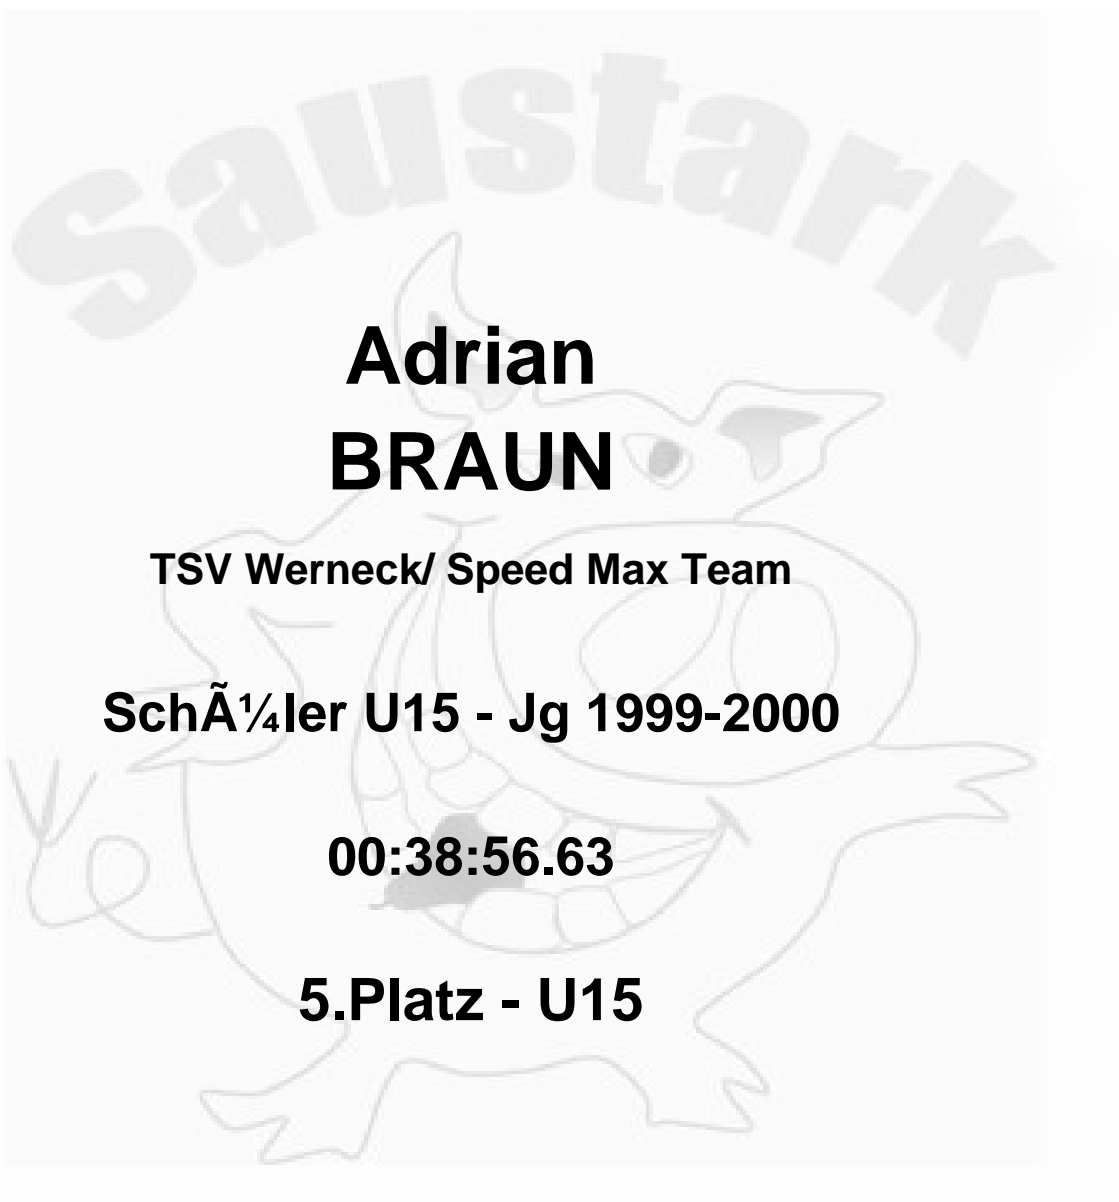 Saustark
Adrian
BRAUN
TSV Werneck/ Speed Max Team
SchÃ¼ler U15 - Jg 1999-2000
00:38:56.63
5.Platz - U15